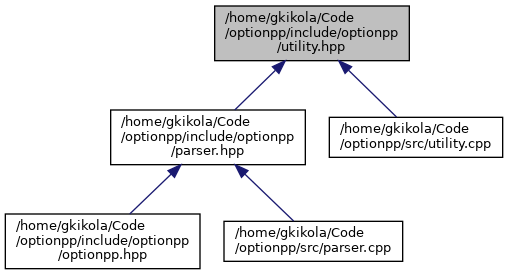 /home/gkikola/Code
/optionpp/include/optionpp
/utility.hpp
/home/gkikola/Code
/optionpp/include/optionpp
/parser.hpp
/home/gkikola/Code
/optionpp/src/utility.cpp
/home/gkikola/Code
/optionpp/include/optionpp
/optionpp.hpp
/home/gkikola/Code
/optionpp/src/parser.cpp